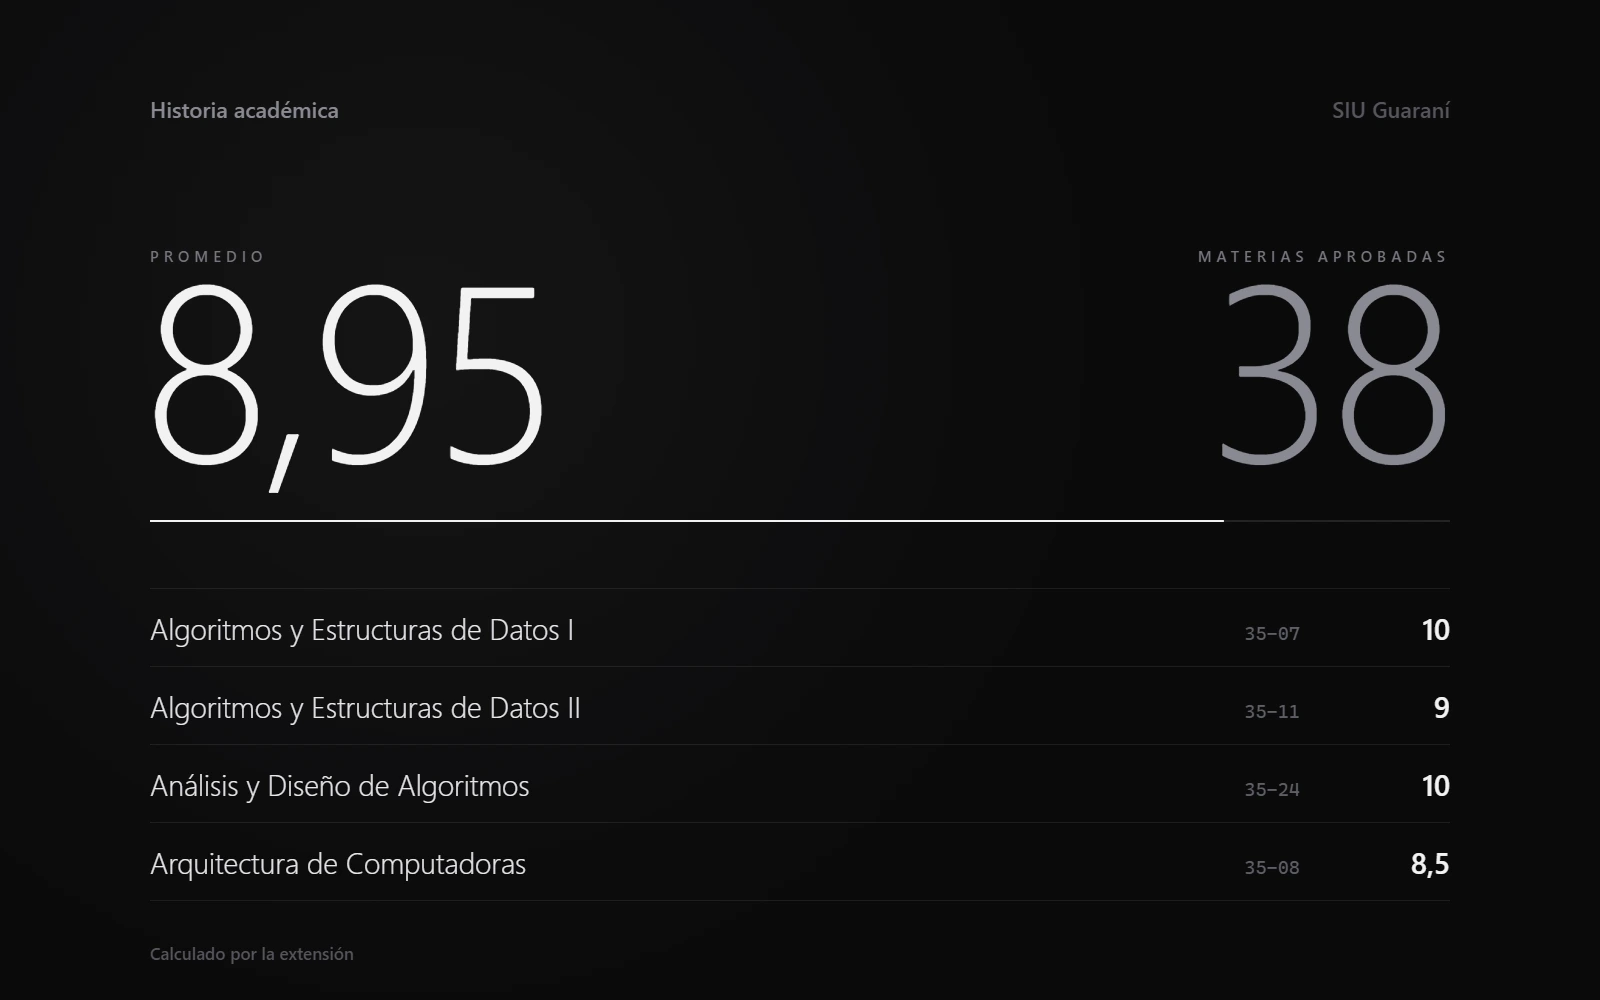 Historia académica
SIU Guaraní
PROMEDIO
MATERIAS APROBADAS
8,95
38
Algoritmos y Estructuras de Datos I 35–07 10
Algoritmos y Estructuras de Datos II 35–11 9
Análisis y Diseño de Algoritmos 35–24 10
Arquitectura de Computadoras 35–08 8,5
Calculado por la extensión